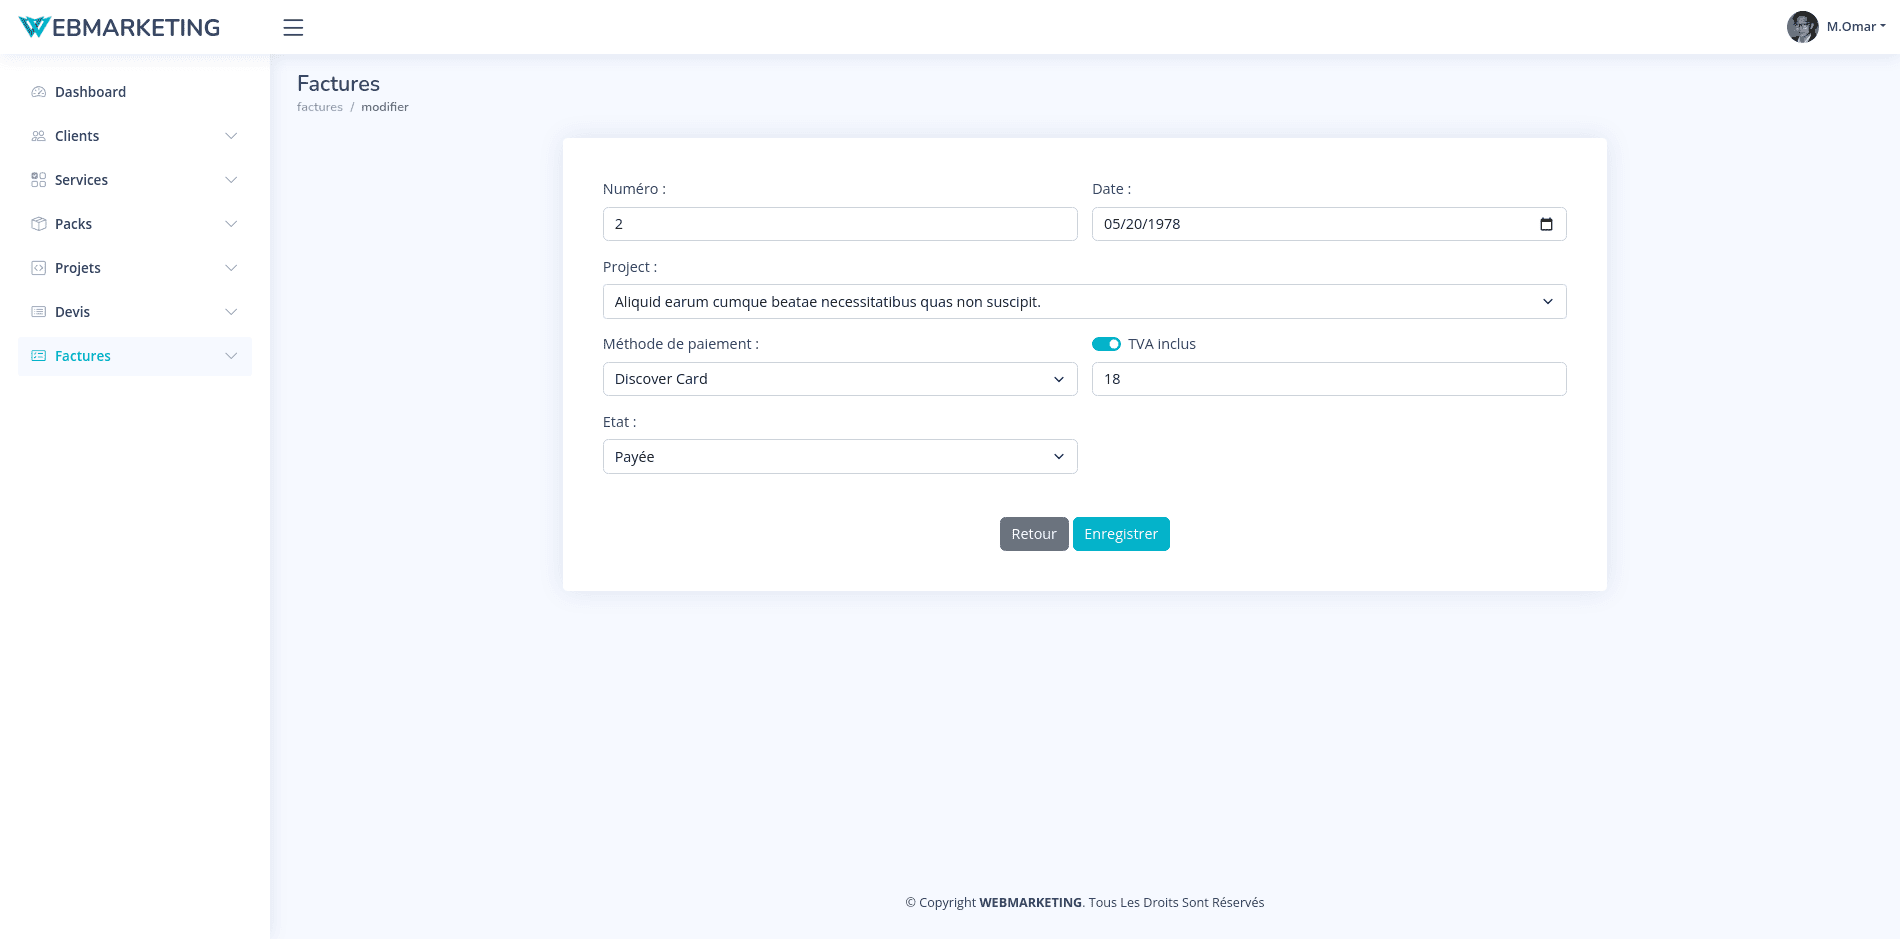 WEBMARKETING
M.Omar
Dashboard
Clients
Services
Packs
Projets
Devis
Factures
Factures
factures / modifier
Numéro :
2
Date :
05/20/1978
Project :
Aliquid earum cumque beatae necessitatibus quas non suscipit.
Méthode de paiement :
Discover Card
TVA inclus
18
Etat :
Payée
Retour
Enregistrer
© Copyright WEBMARKETING. Tous Les Droits Sont Réservés